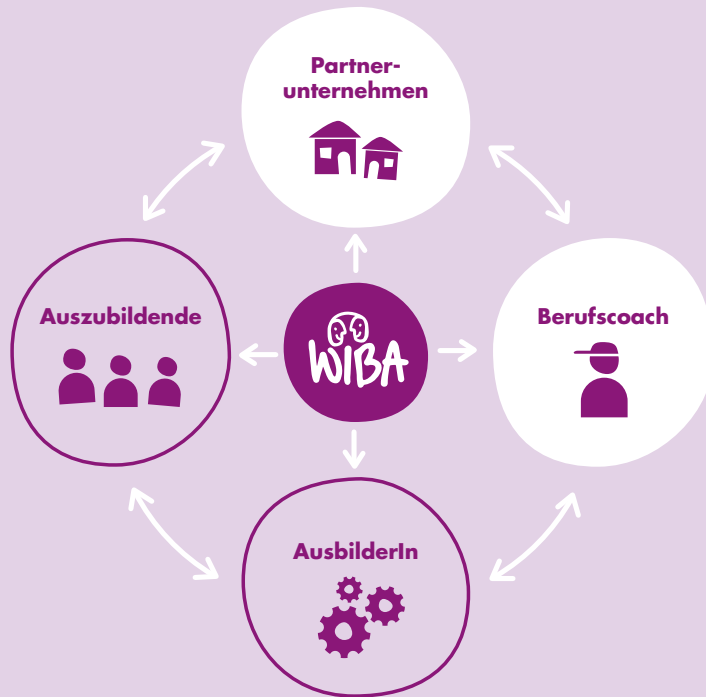 Partner-
unternehmen
Auszubildende
WIBA
Berufscoach
AusbilderIn